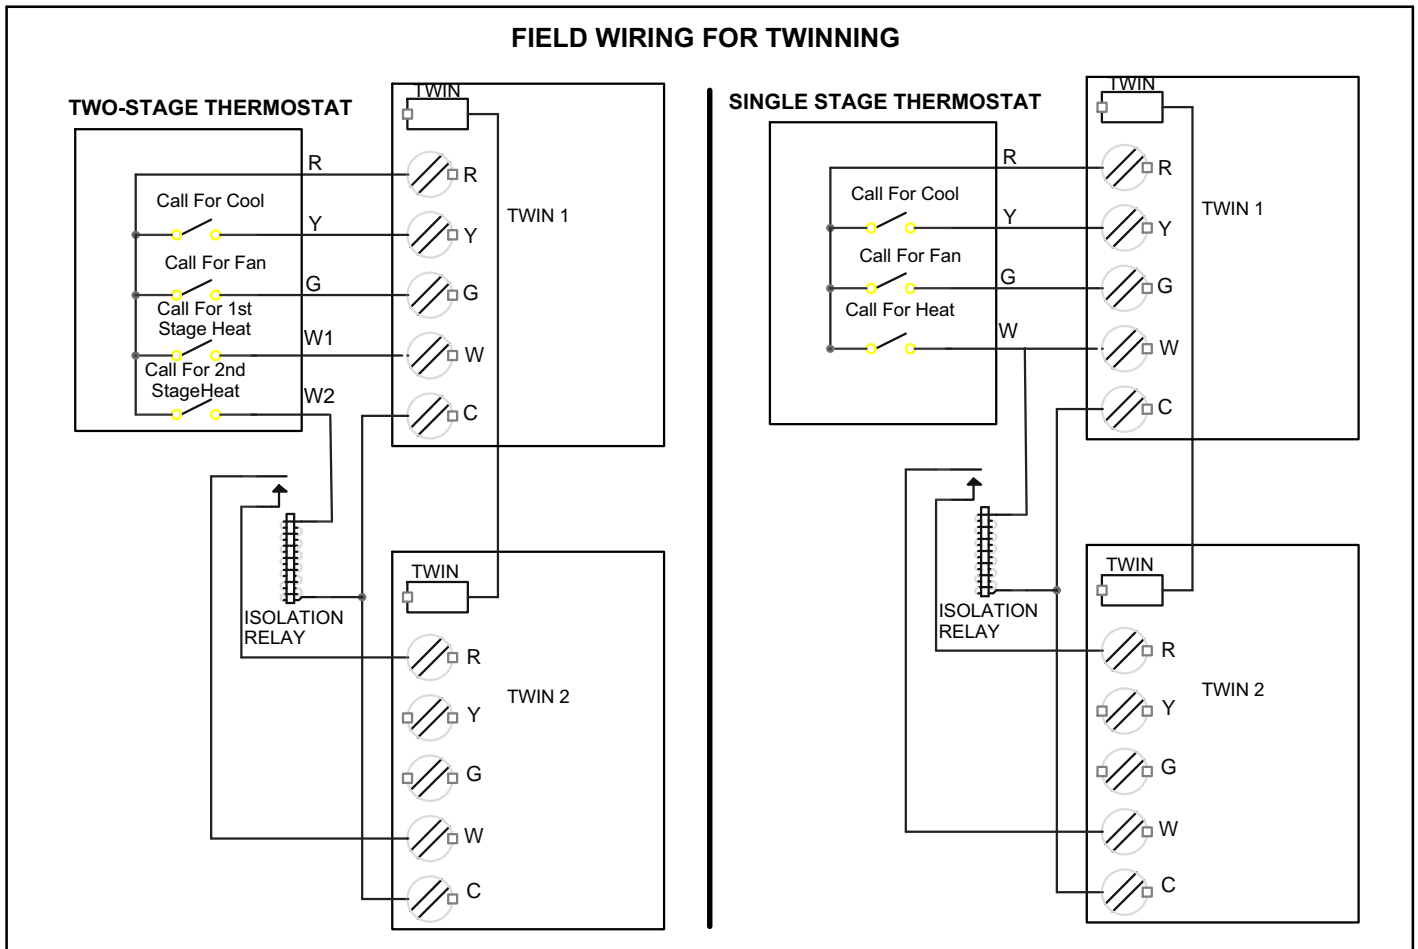 FIELD WIRING FOR TWINNING
TWO-STAGE THERMOSTAT
TWIN
R
R
Call For Cool
Y
Y
TWIN 1
Call For Fan
G
G
Call For 1st
Stage Heat
W1
W
Call For 2nd
StageHeat
W2
C
ISOLATION
RELAY
TWIN
R
Y
TWIN 2
G
W
C
SINGLE STAGE THERMOSTAT
TWIN
R
R
Call For Cool
Y
Y
TWIN 1
Call For Fan
G
G
Call For Heat
W
W
C
ISOLATION
RELAY
TWIN
R
Y
TWIN 2
G
W
C